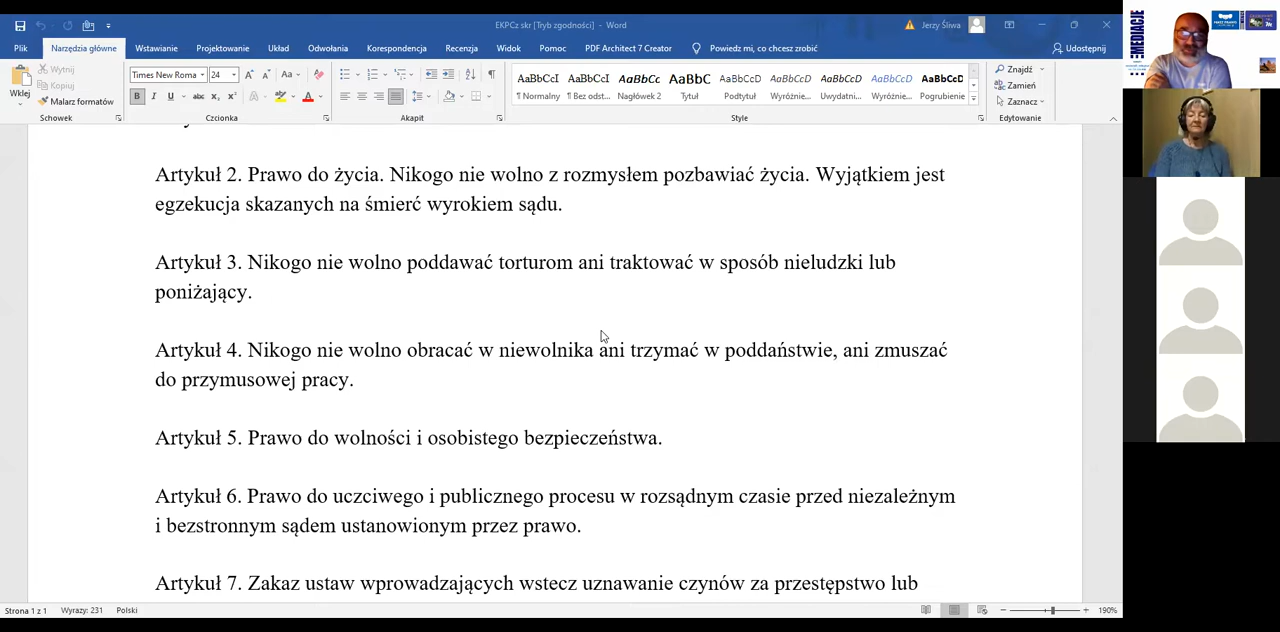 EKPCz skr [Tryb zgodności] - Word
Jerzy Śliwa
Plik
Narzędzia główne
Wstawianie
Projektowanie
Układ
Odwołania
Korespondencja
Recenzja
Widok
Pomoc
PDF Architect 7 Creator
Powiedz mi, co chcesz zrobić
Udostępnij
Wklej
Wytnij
Kopiuj
Malarz formatów
Schowek
Times New Roma
24
Czcionka
Akapit
AaBbCcI AaBbCcI AaBbCc AaBbC AaBbCcD AaBbCcD AaBbCcD AaBbCcD AaBbCcD
¶ Normalny ¶ Bez odst... Nagłówek 2 Tytuł Podtytuł Wyróżnie... Uwydatni... Wyróżnie... Pogrubienie
Style
Znajdź
Zamień
Zaznacz
Edytowanie
MEDIACJE
Artykuł 2. Prawo do życia. Nikogo nie wolno z rozmysłem pozbawiać życia. Wyjątkiem jest
egzekucja skazanych na śmierć wyrokiem sądu.
Artykuł 3. Nikogo nie wolno poddawać torturom ani traktować w sposób nieludzki lub
poniżający.
Artykuł 4. Nikogo nie wolno obracać w niewolnika ani trzymać w poddaństwie, ani zmuszać
do przymusowej pracy.
Artykuł 5. Prawo do wolności i osobistego bezpieczeństwa.
Artykuł 6. Prawo do uczciwego i publicznego procesu w rozsądnym czasie przed niezależnym
i bezstronnym sądem ustanowionym przez prawo.
Artykuł 7. Zakaz ustaw wprowadzających wstecz uznawanie czynów za przestępstwo lub
Strona 1 z 1
Wyrazy: 231
Polski
190%